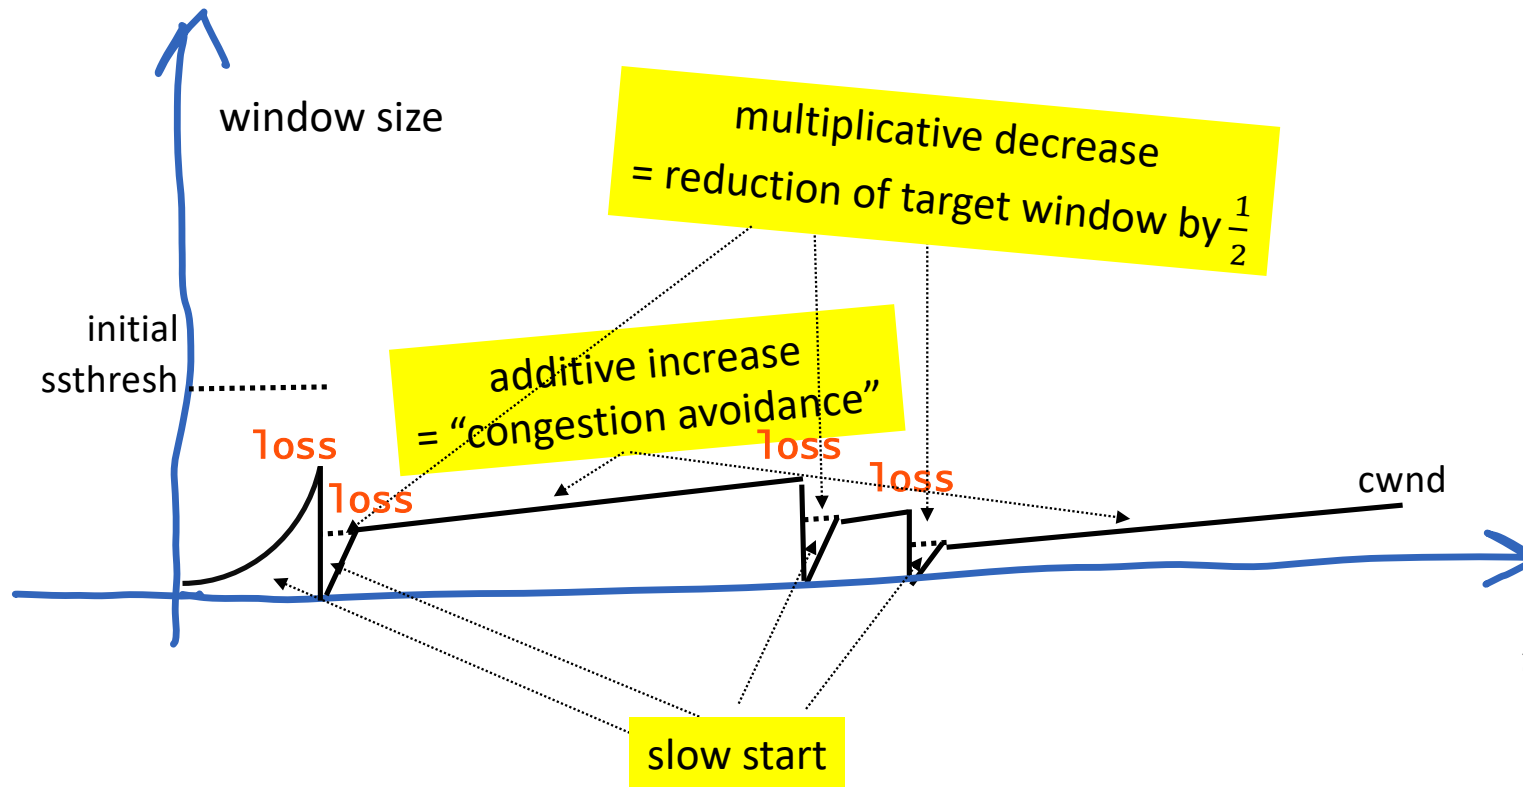 window size
multiplicative decrease
= reduction of target window by 1/2
initial
ssthresh
additive increase
= “congestion avoidance”
loss
loss
loss
loss
cwnd
slow start